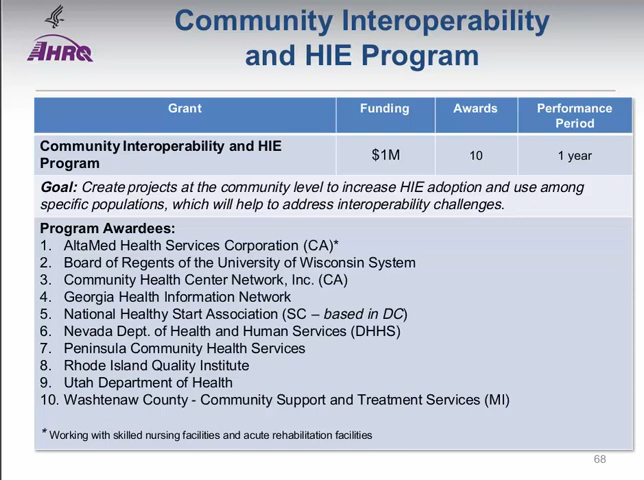 Community Interoperability
and HIE Program
AHRQ
Grant Funding Awards Performance
Period
Community Interoperability and HIE
Program $1M 10 1 year
Goal: Create projects at the community level to increase HIE adoption and use among
specific populations, which will help to address interoperability challenges.
Program Awardees:
1. AltaMed Health Services Corporation (CA)*
2. Board of Regents of the University of Wisconsin System
3. Community Health Center Network, Inc. (CA)
4. Georgia Health Information Network
5. National Healthy Start Association (SC – based in DC)
6. Nevada Dept. of Health and Human Services (DHHS)
7. Peninsula Community Health Services
8. Rhode Island Quality Institute
9. Utah Department of Health
10. Washtenaw County - Community Support and Treatment Services (MI)
* Working with skilled nursing facilities and acute rehabilitation facilities
68